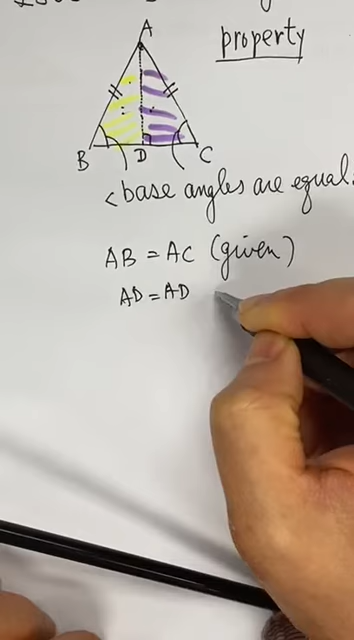 property
A
B
D
C
<base angles are equal.
AB = AC (given)
AD = AD